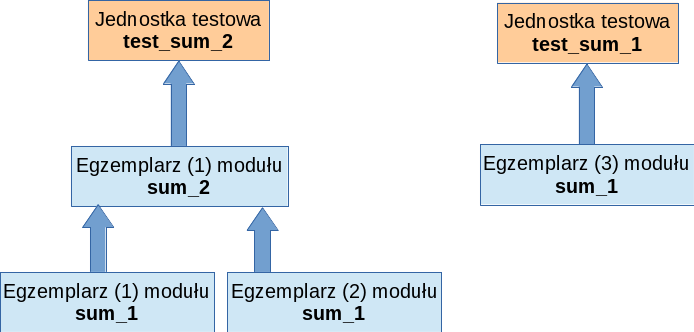 Jednostka testowa
test_sum_2
Jednostka testowa
test_sum_1
Egzemplarz (1) modułu
sum_2
Egzemplarz (3) modułu
sum_1
Egzemplarz (1) modułu
sum_1
Egzemplarz (2) modułu
sum_1